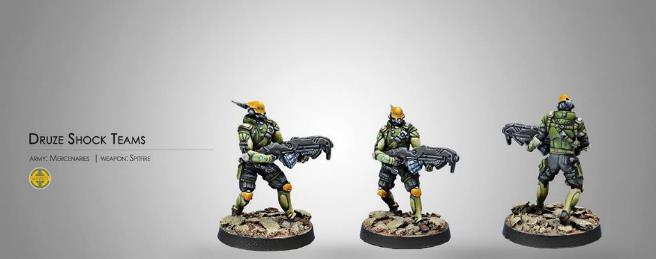 Druze Shock Teams
army: Mercenaries | weapon: Spitfire